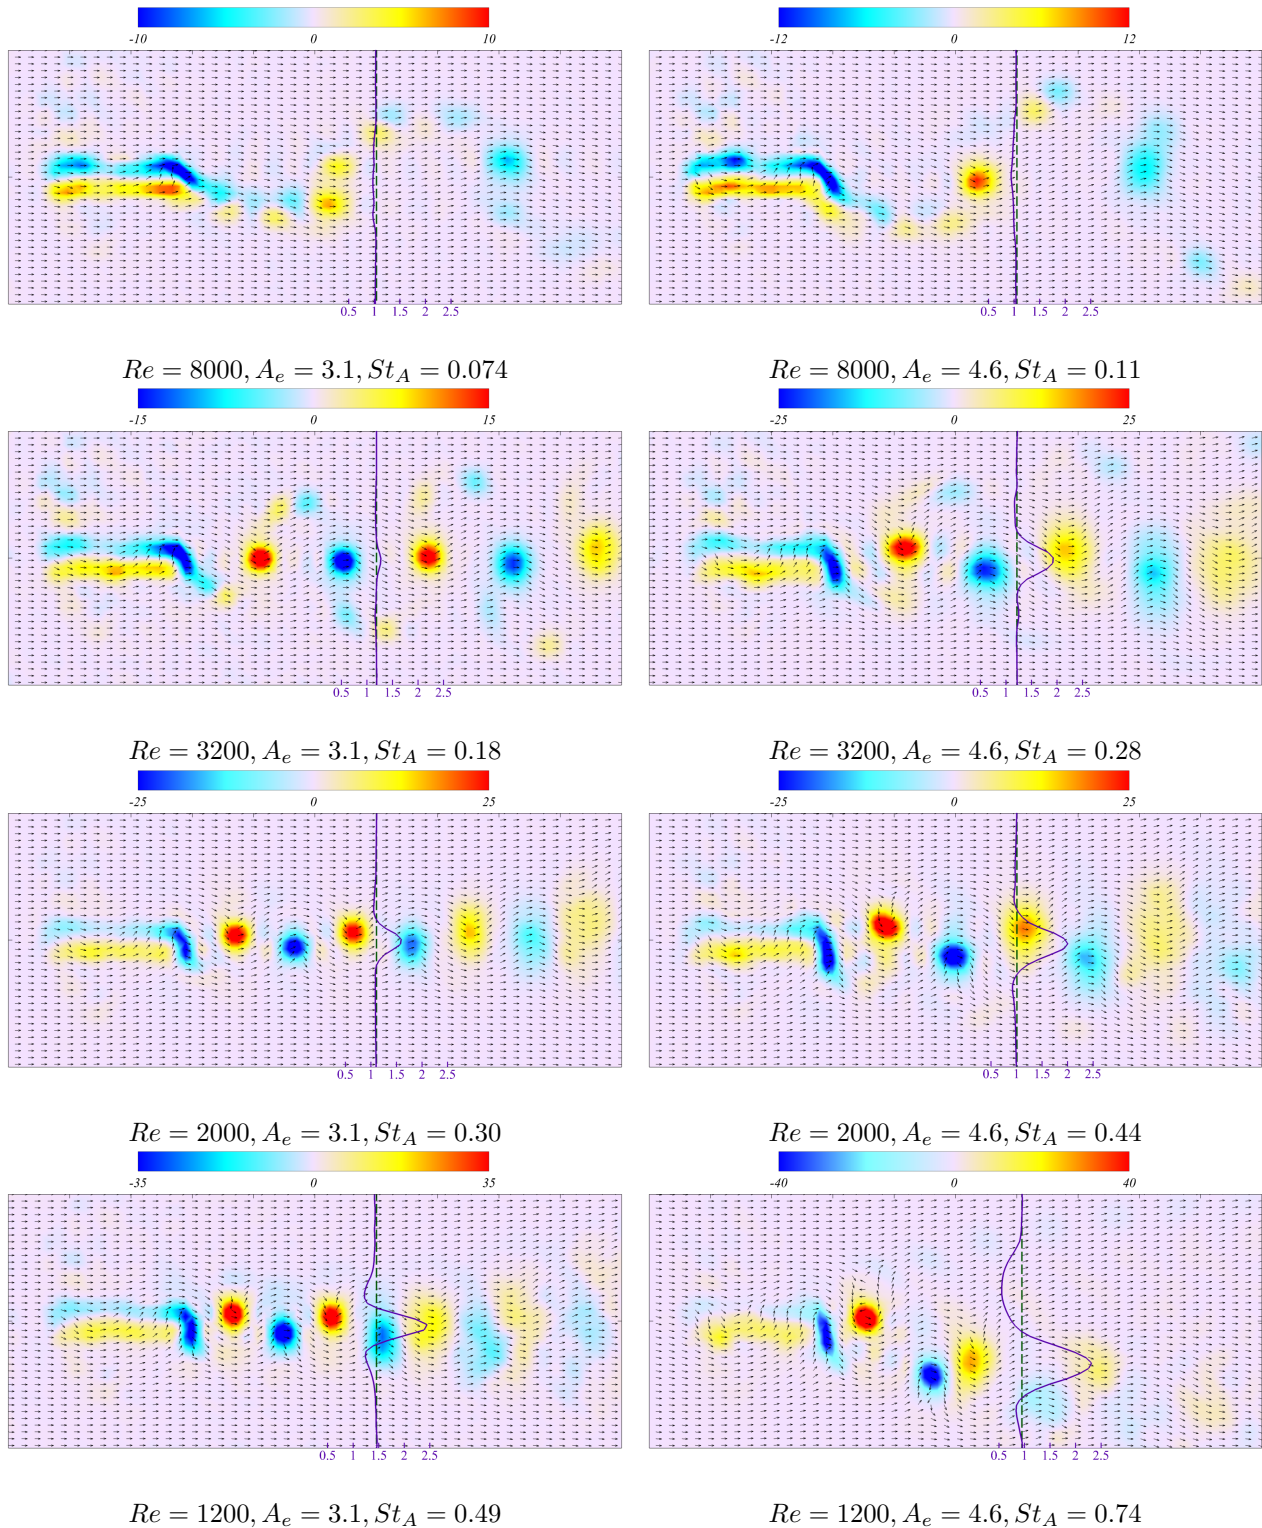 -10 0 10 -12 0 12
0.5 1 1.5 2 2.5 0.5 1 1.5 2 2.5
Re = 8000, A_e = 3.1, St_A = 0.074 Re = 8000, A_e = 4.6, St_A = 0.11
-15 0 15 -25 0 25
0.5 1 1.5 2 2.5 0.5 1 1.5 2 2.5
Re = 3200, A_e = 3.1, St_A = 0.18 Re = 3200, A_e = 4.6, St_A = 0.28
-25 0 25 -25 0 25
0.5 1 1.5 2 2.5 0.5 1 1.5 2 2.5
Re = 2000, A_e = 3.1, St_A = 0.30 Re = 2000, A_e = 4.6, St_A = 0.44
-35 0 35 -40 0 40
0.5 1 1.5 2 2.5 0.5 1 1.5 2 2.5
Re = 1200, A_e = 3.1, St_A = 0.49 Re = 1200, A_e = 4.6, St_A = 0.74